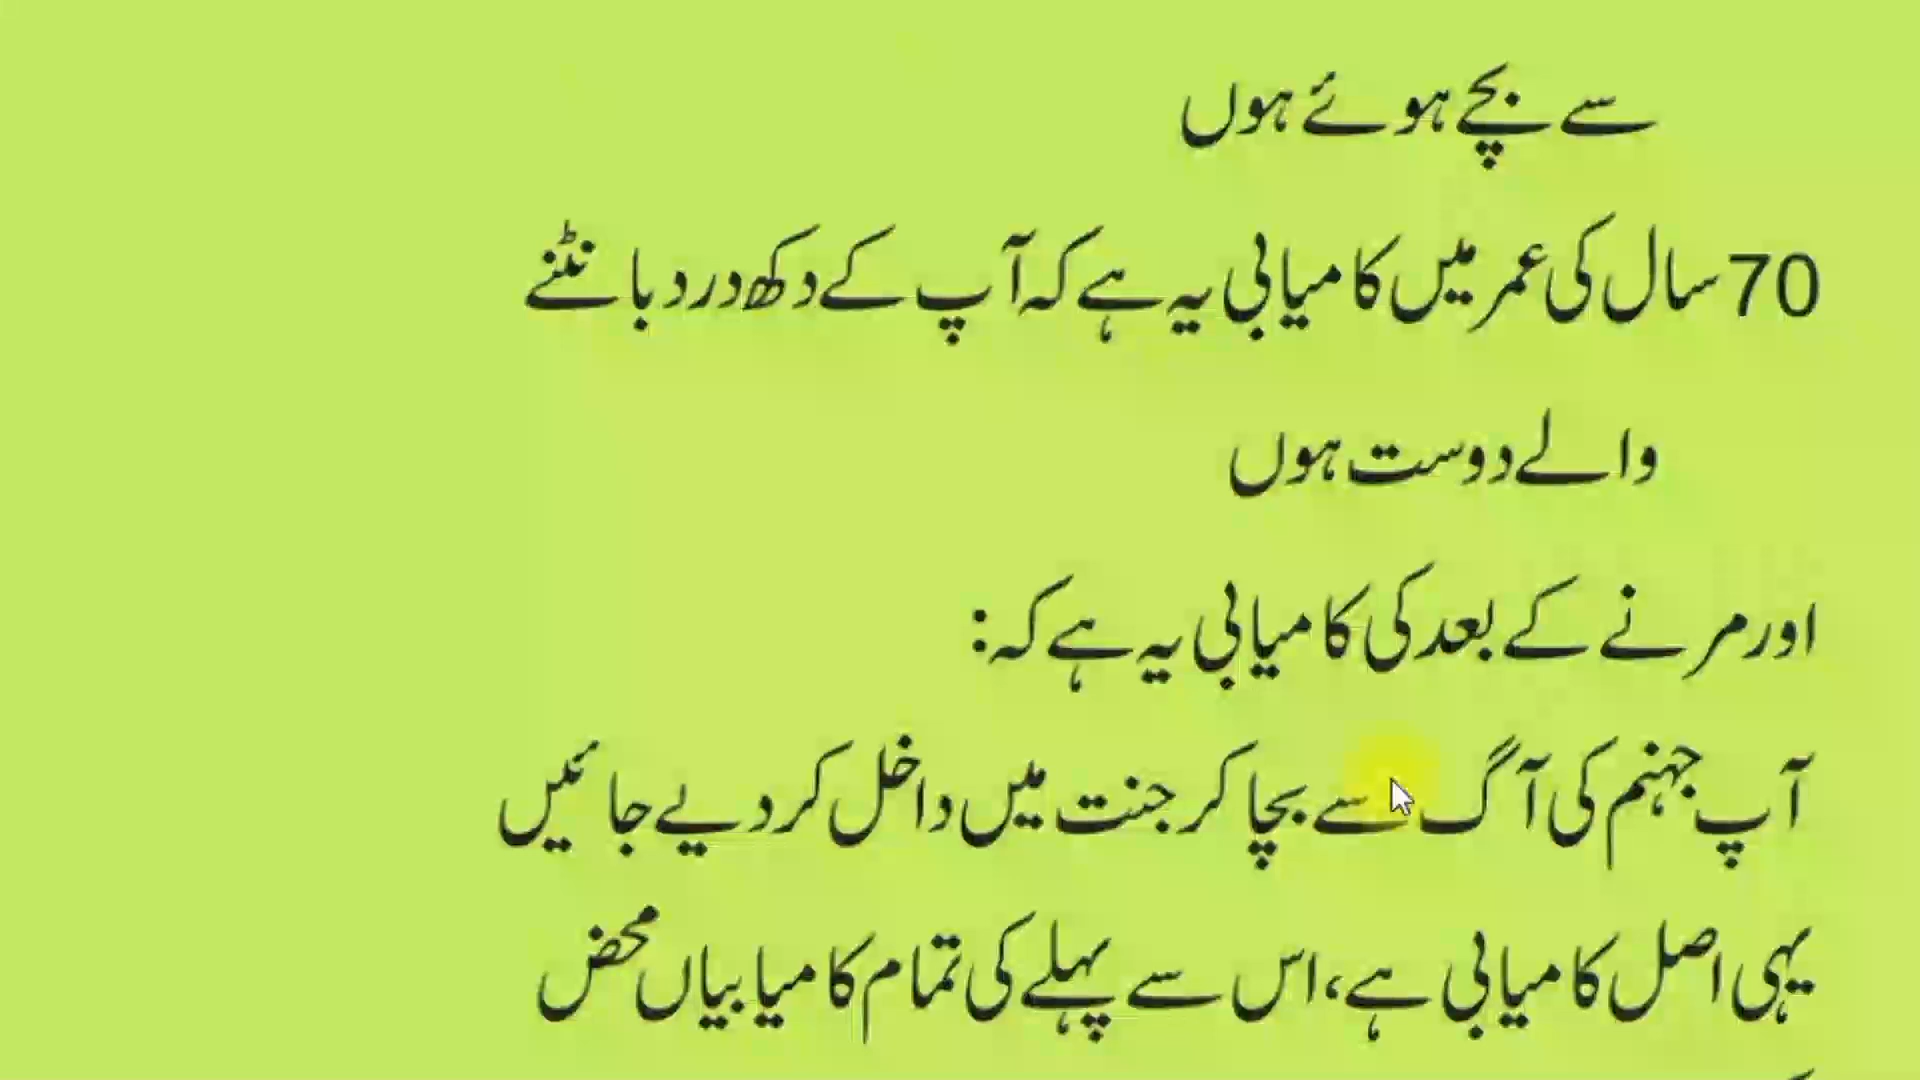 سے بچے ہوئے ہوں
70 سال کی عمر میں کامیابی یہ ہے کہ آپ کے دکھ درد بانٹنے
والے دوست ہوں
اور مرنے کے بعد کی کامیابی یہ ہے کہ:
آپ جہنم کی آگ سے بچا کر جنت میں داخل کر دیے جائیں
یہی اصل کامیابی ہے، اس سے پہلے کی تمام کامیابیاں محض